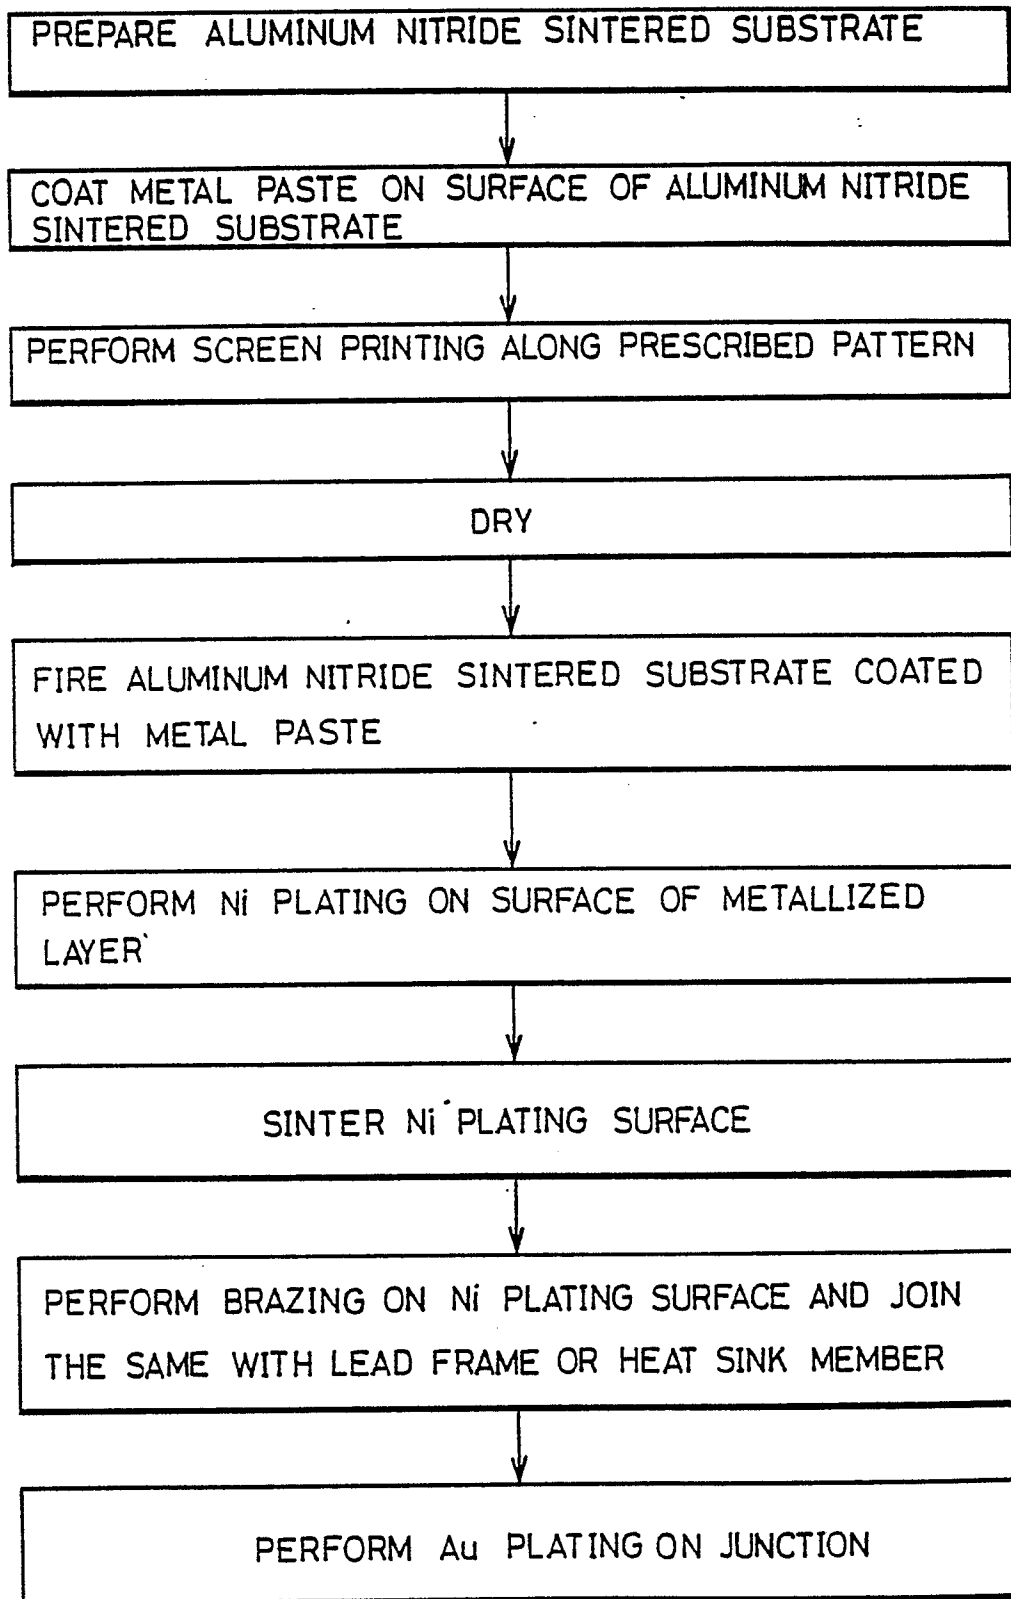 PREPARE ALUMINUM NITRIDE SINTERED SUBSTRATE
COAT METAL PASTE ON SURFACE OF ALUMINUM NITRIDE
SINTERED SUBSTRATE
PERFORM SCREEN PRINTING ALONG PRESCRIBED PATTERN
DRY
FIRE ALUMINUM NITRIDE SINTERED SUBSTRATE COATED
WITH METAL PASTE
PERFORM Ni PLATING ON SURFACE OF METALLIZED
LAYER
SINTER Ni PLATING SURFACE
PERFORM BRAZING ON Ni PLATING SURFACE AND JOIN
THE SAME WITH LEAD FRAME OR HEAT SINK MEMBER
PERFORM Au PLATING ON JUNCTION